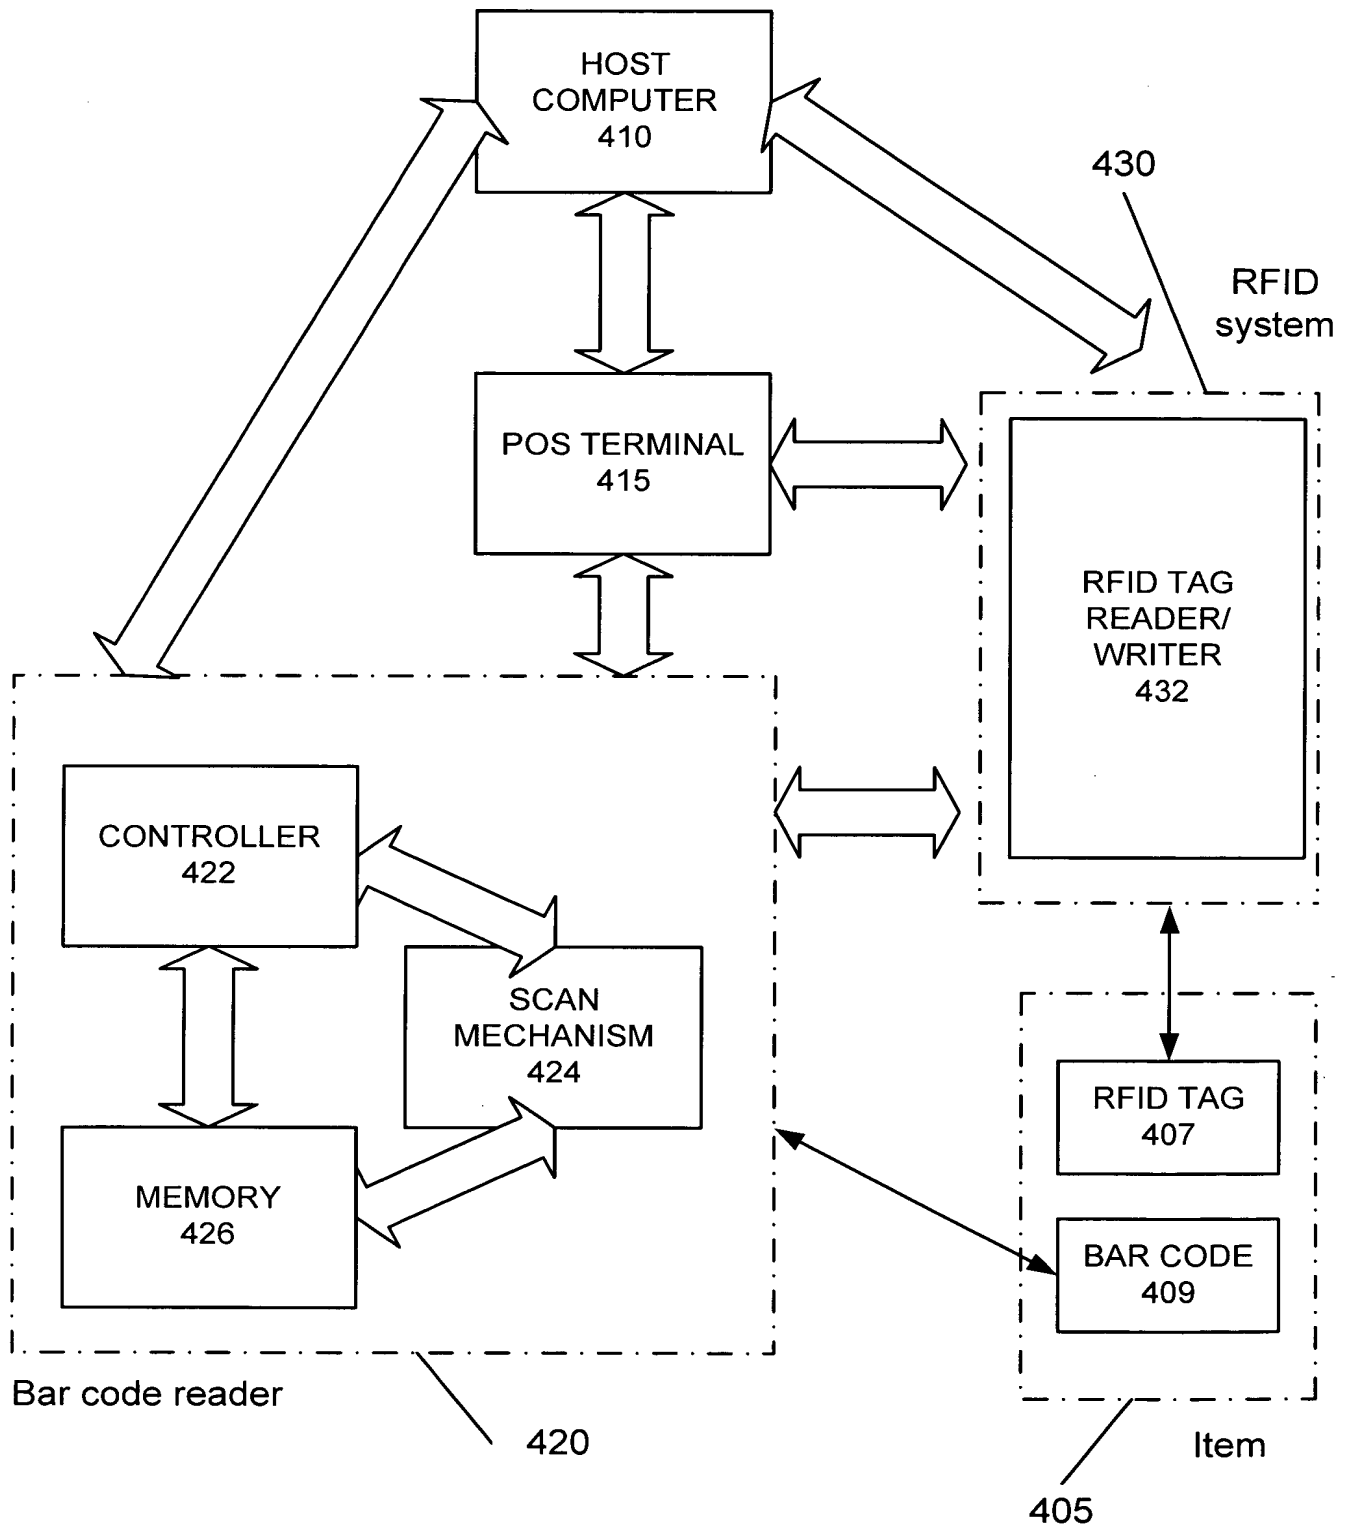 HOST
COMPUTER
410
430
RFID
system
POS TERMINAL
415
RFID TAG
READER/
WRITER
432
CONTROLLER
422
SCAN
MECHANISM
424
MEMORY
426
RFID TAG
407
BAR CODE
409
Bar code reader
420
Item
405